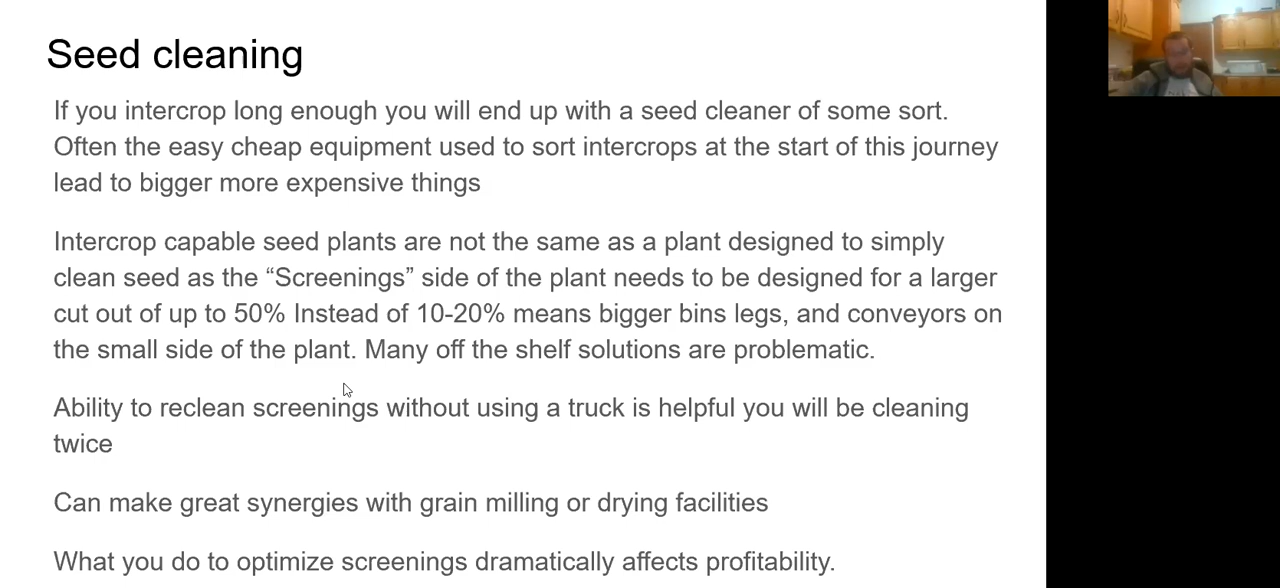 Seed cleaning
If you intercrop long enough you will end up with a seed cleaner of some sort.
Often the easy cheap equipment used to sort intercrops at the start of this journey
lead to bigger more expensive things
Intercrop capable seed plants are not the same as a plant designed to simply
clean seed as the “Screenings” side of the plant needs to be designed for a larger
cut out of up to 50% Instead of 10-20% means bigger bins legs, and conveyors on
the small side of the plant. Many off the shelf solutions are problematic.
Ability to reclean screenings without using a truck is helpful you will be cleaning
twice
Can make great synergies with grain milling or drying facilities
What you do to optimize screenings dramatically affects profitability.